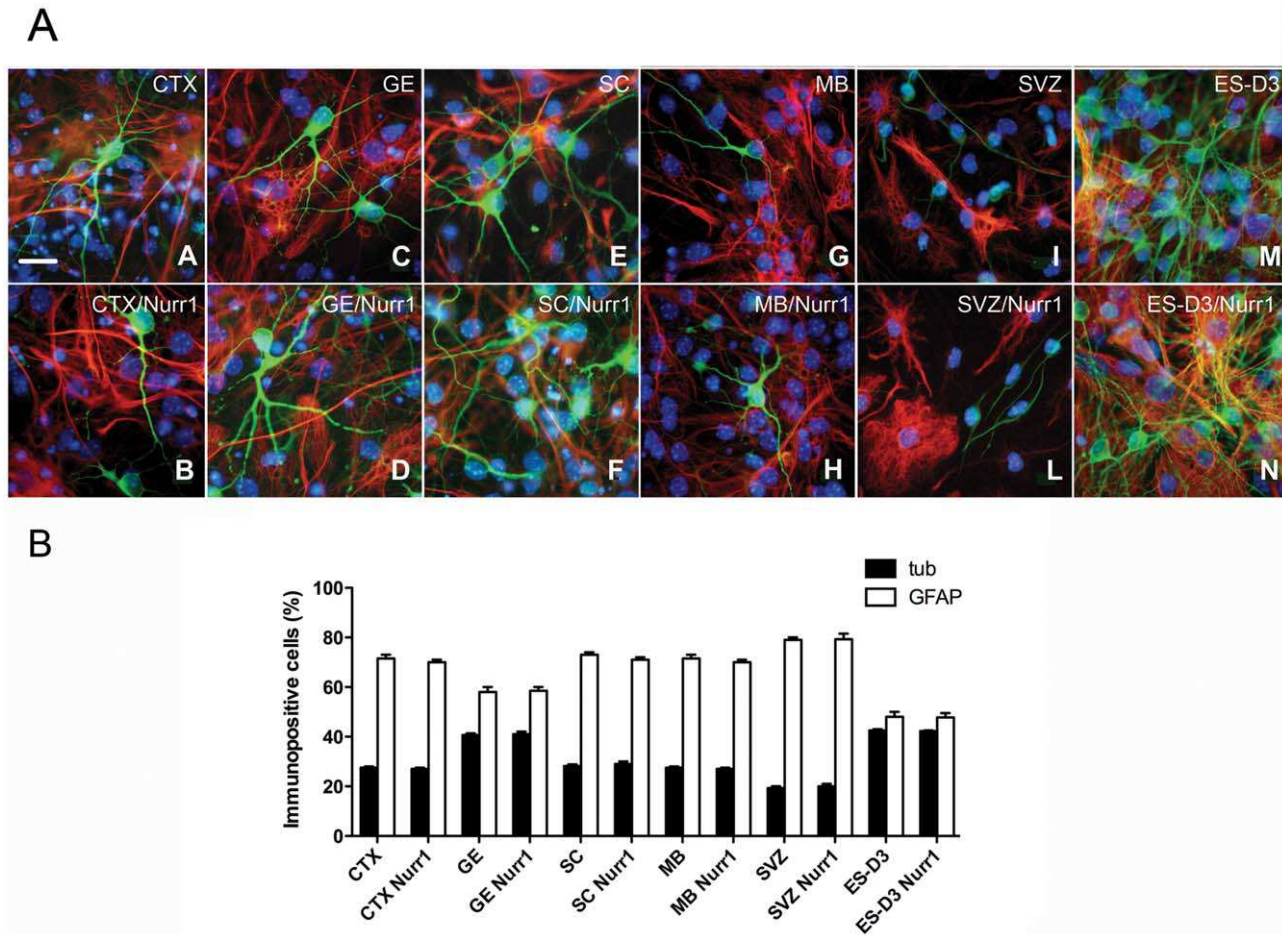 A
CTX GE SC MB SVZ ES-D3
A C E G I M
CTX/Nurr1 GE/Nurr1 SC/Nurr1 MB/Nurr1 SVZ/Nurr1 ES-D3/Nurr1
B D F H L N
B
tub
GFAP
Immunopositive cells (%)
100
80
60
40
20
0
CTX
CTX Nurr1
GE
GE Nurr1
SC
SC Nurr1
MB
MB Nurr1
SVZ
SVZ Nurr1
ES-D3
ES-D3 Nurr1